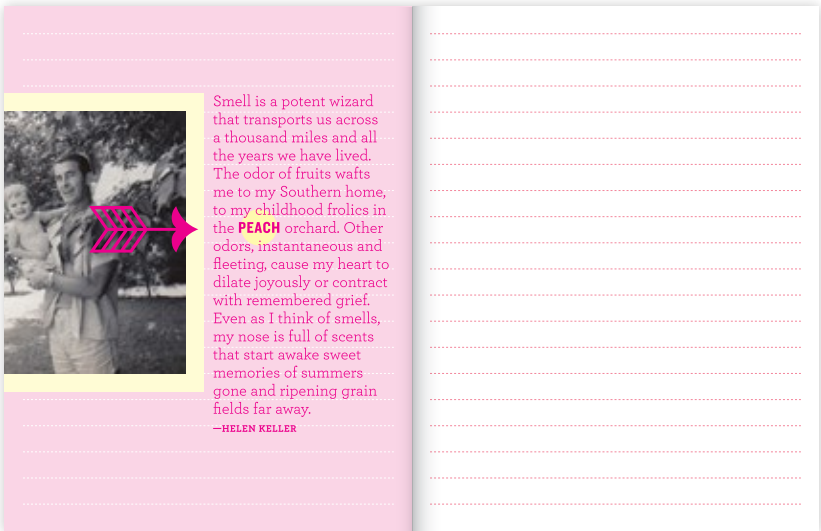 Smell is a potent wizard
that transports us across
a thousand miles and all
the years we have lived.
The odor of fruits wafts
me to my Southern home,
to my childhood frolics in
the PEACH orchard. Other
odors, instantaneous and
fleeting, cause my heart to
dilate joyously or contract
with remembered grief.
Even as I think of smells,
my nose is full of scents
that start awake sweet
memories of summers
gone and ripening grain
fields far away.
—HELEN KELLER